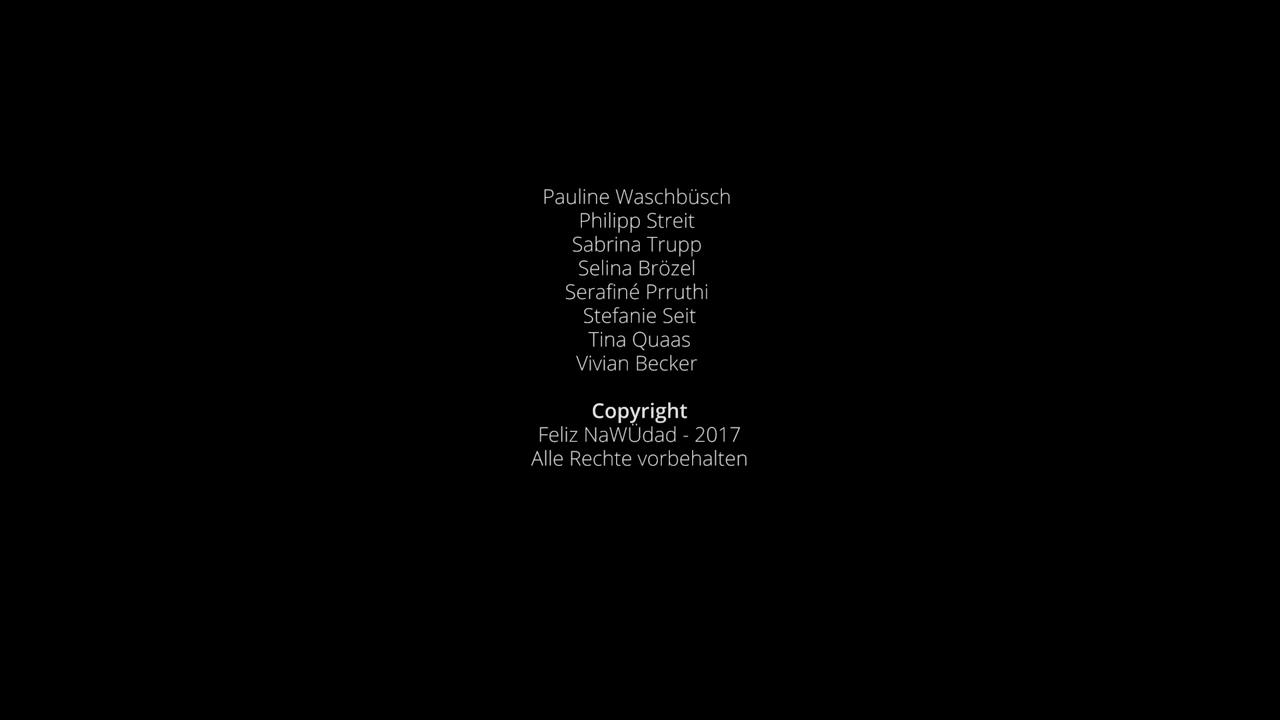 Pauline Waschbüsch
Philipp Streit
Sabrina Trupp
Selina Brözel
Serafiné Prruthi
Stefanie Seit
Tina Quaas
Vivian Becker
Copyright
Feliz NaWÜdad - 2017
Alle Rechte vorbehalten